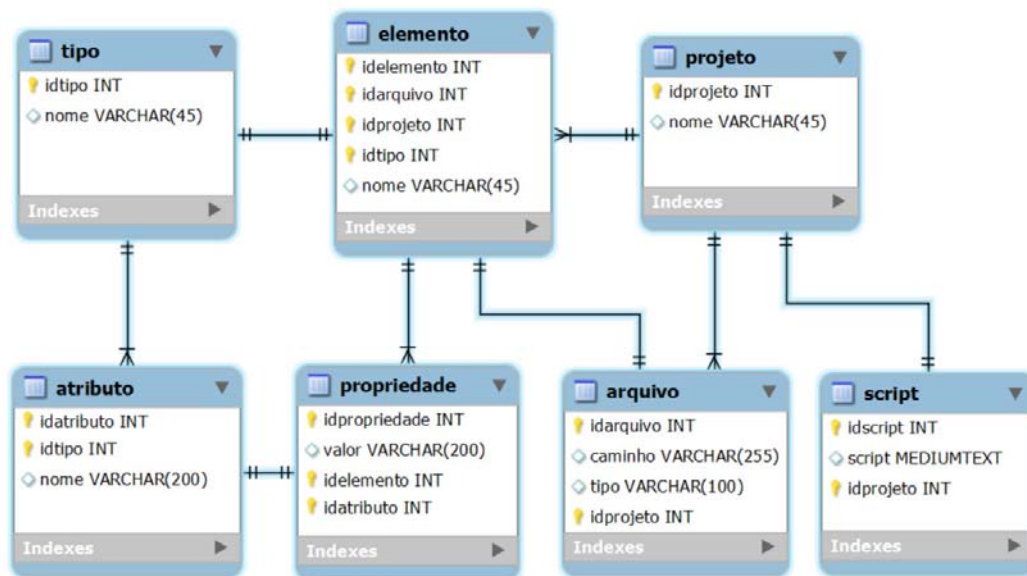 tipo
idtipo INT
nome VARCHAR(45)
Indexes
elemento
idelemento INT
idarquivo INT
idprojeto INT
idtipo INT
nome VARCHAR(45)
Indexes
projeto
idprojeto INT
nome VARCHAR(45)
Indexes
atributo
idatributo INT
idtipo INT
nome VARCHAR(200)
Indexes
propriedade
idpropriedade INT
valor VARCHAR(200)
idelemento INT
idatributo INT
Indexes
arquivo
idarquivo INT
caminho VARCHAR(255)
tipo VARCHAR(100)
idprojeto INT
Indexes
script
idscript INT
script MEDIUMTEXT
idprojeto INT
Indexes